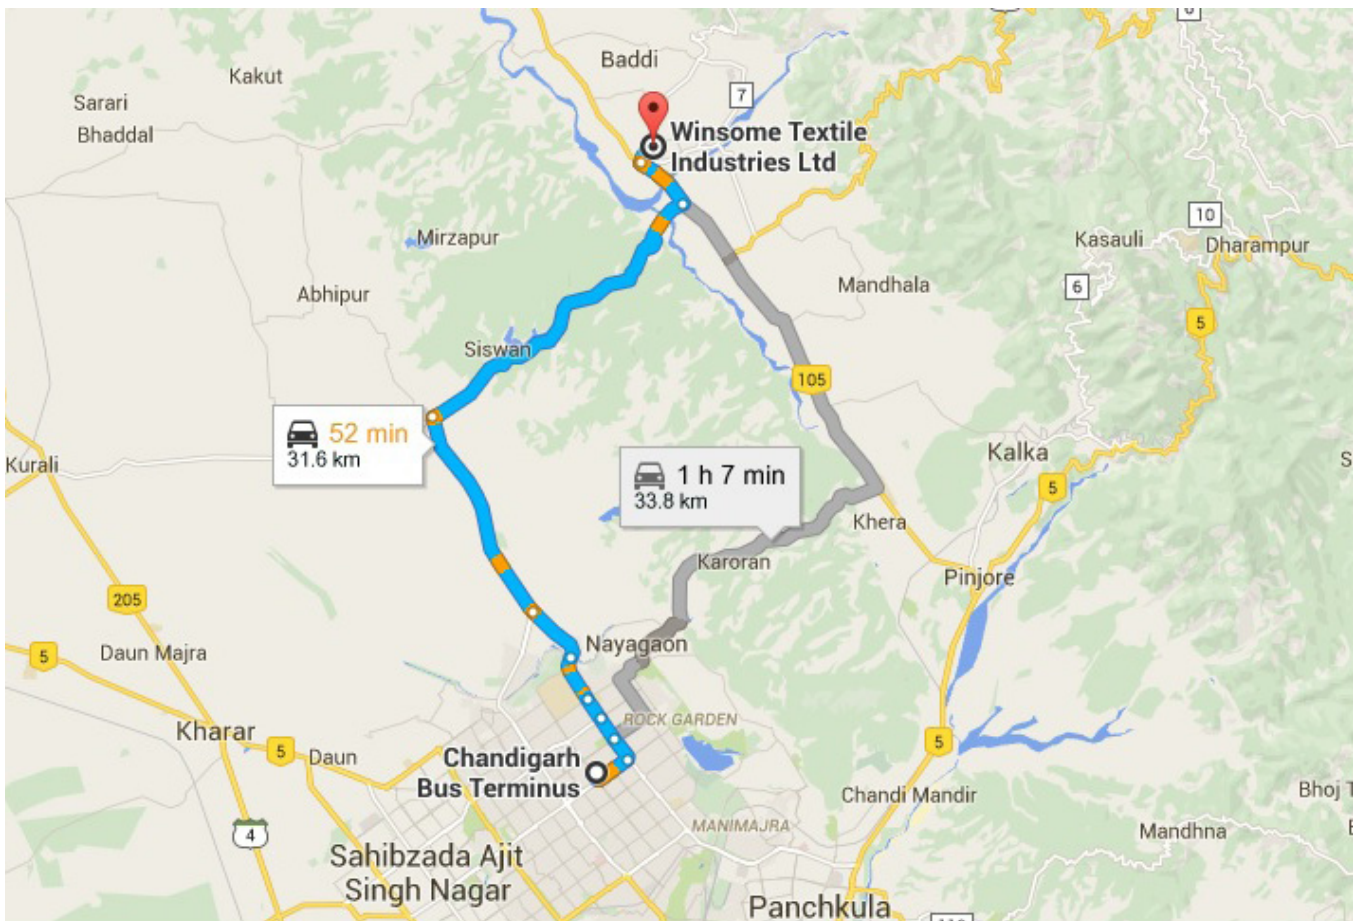 Baddi
Kakut
7
Sarari
Bhaddal
Winsome Textile
Industries Ltd
10
Mirzapur
Kasauli
Dharampur
Abhipur
Mandhala
6
5
Siswan
105
52 min
31.6 km
Kalka
Kurali
1 h 7 min
33.8 km
5
Khera
Karoran
Pinjore
205
Nayagaon
5
Daun Majra
ROCK GARDEN
Kharar
5
Daun
5
Chandigarh
Bus Terminus
Chandi Mandir
Bhoj
MANIMAJRA
Mandhna
4
Sahibzada Ajit
Singh Nagar
Panchkula